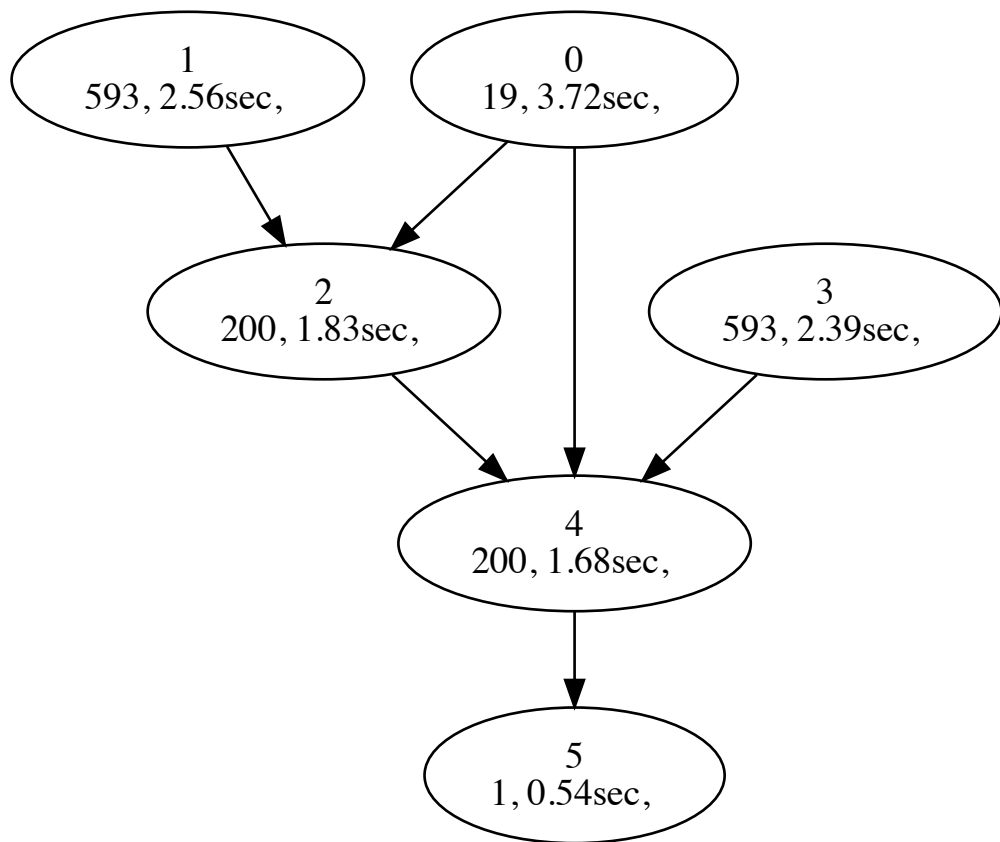 1
593, 2.56sec,
0
19, 3.72sec,
2
200, 1.83sec,
3
593, 2.39sec,
4
200, 1.68sec,
5
1, 0.54sec,